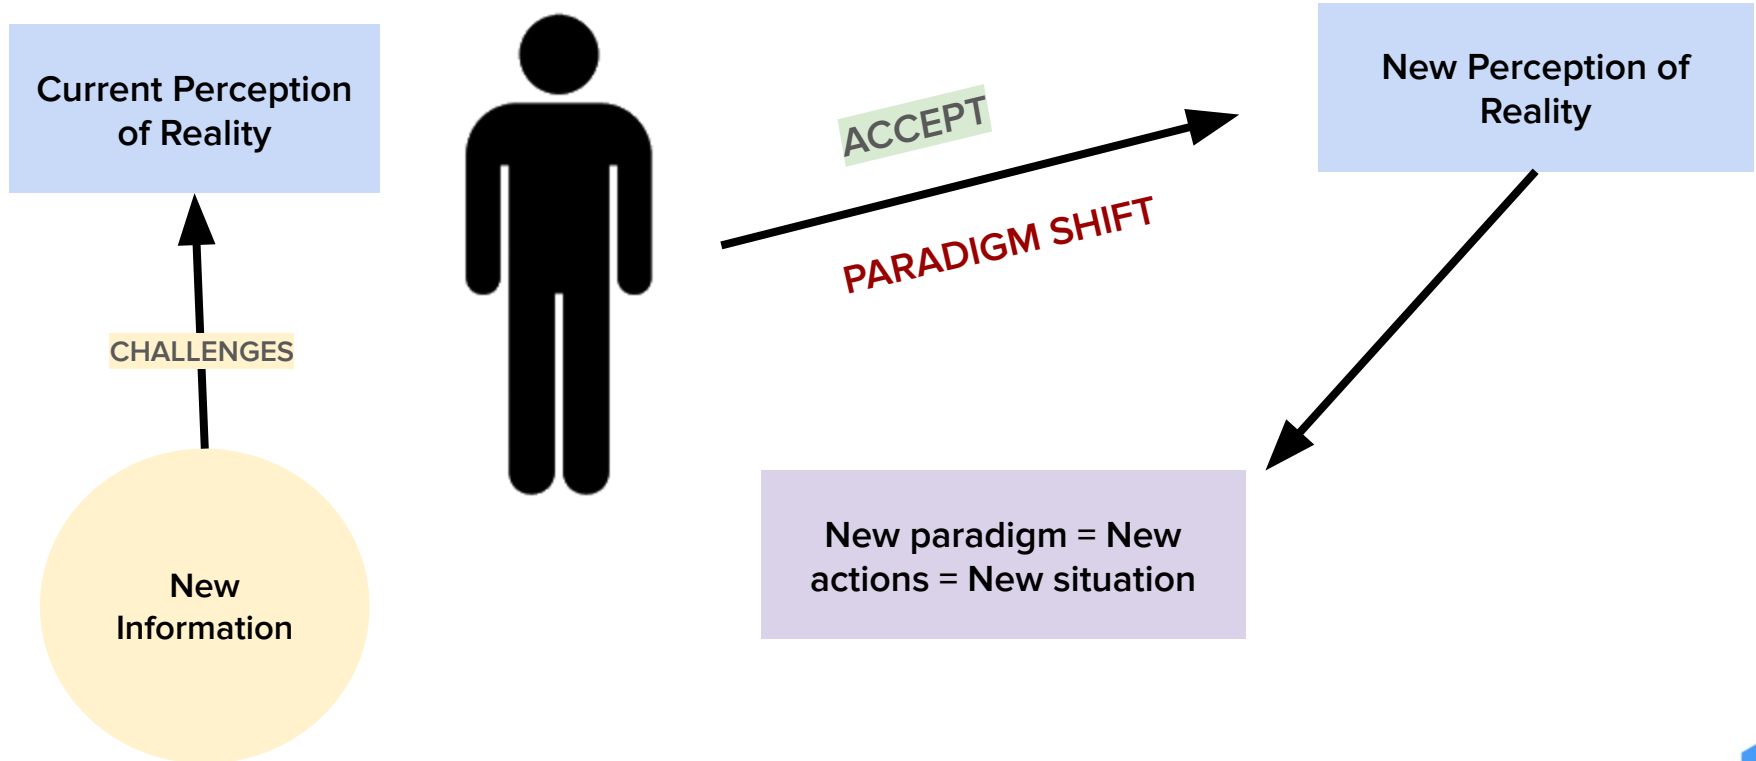 Current Perception
of Reality
CHALLENGES
New
Information
ACCEPT
PARADIGM SHIFT
New Perception of
Reality
New paradigm = New
actions = New situation